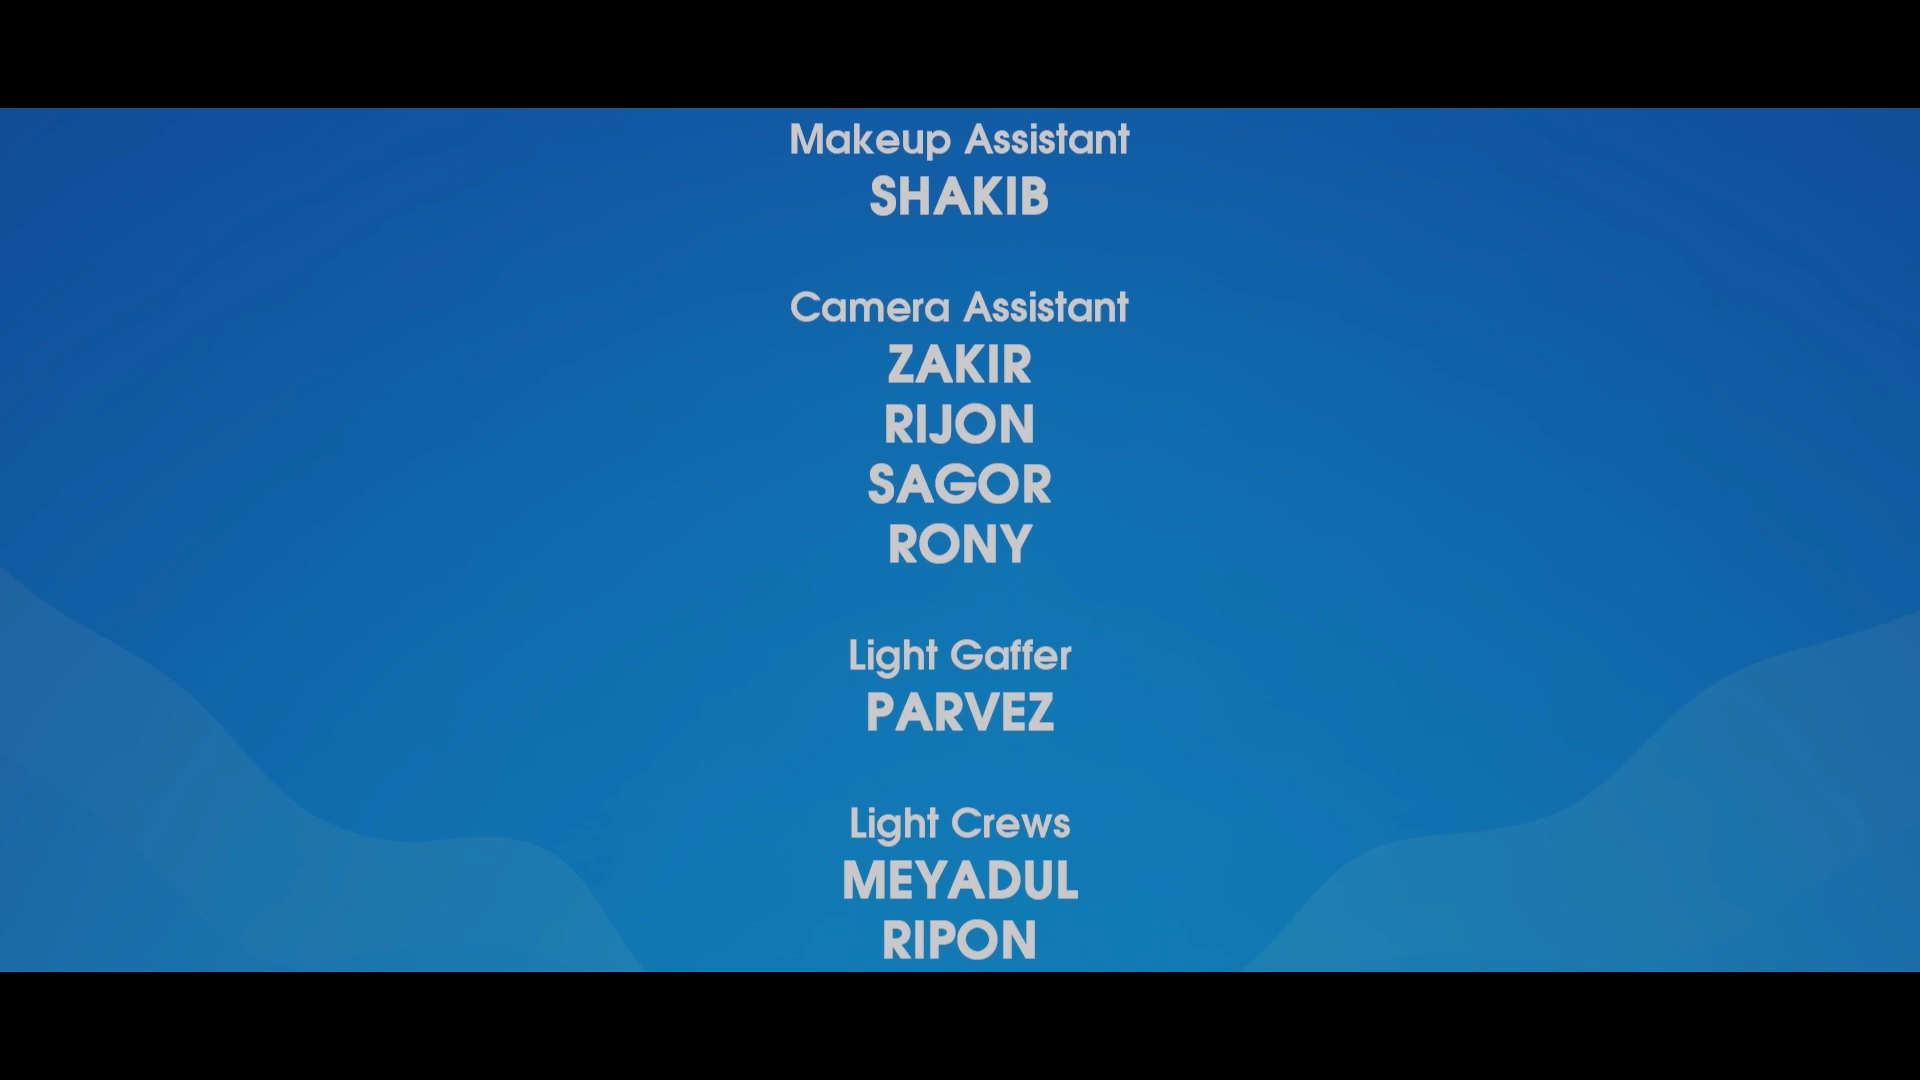 Makeup Assistant
SHAKIB
Camera Assistant
ZAKIR
RIJON
SAGOR
RONY
Light Gaffer
PARVEZ
Light Crews
MEYADUL
RIPON